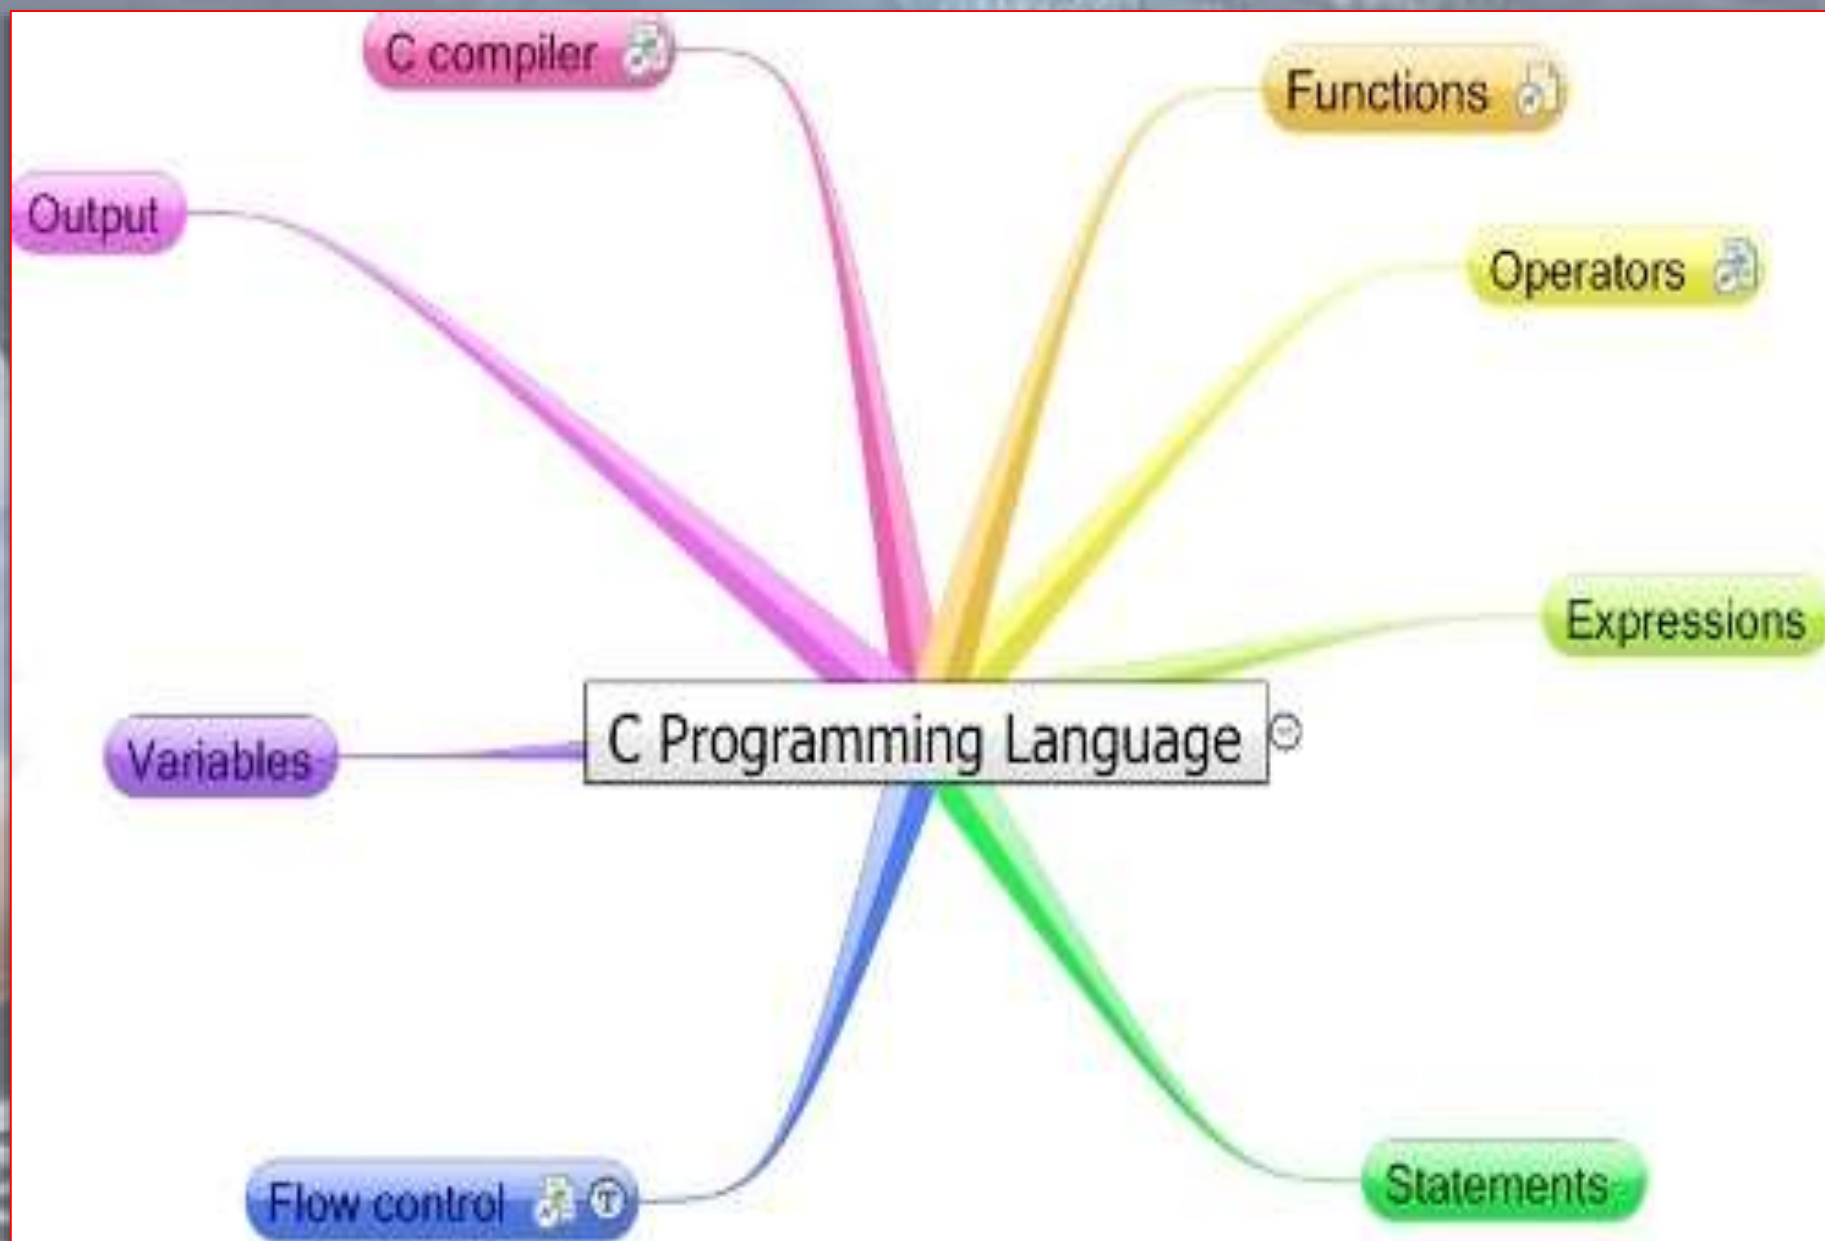 C compiler
Functions
Output
Operators
Expressions
C Programming Language
Variables
Flow control T
Statements